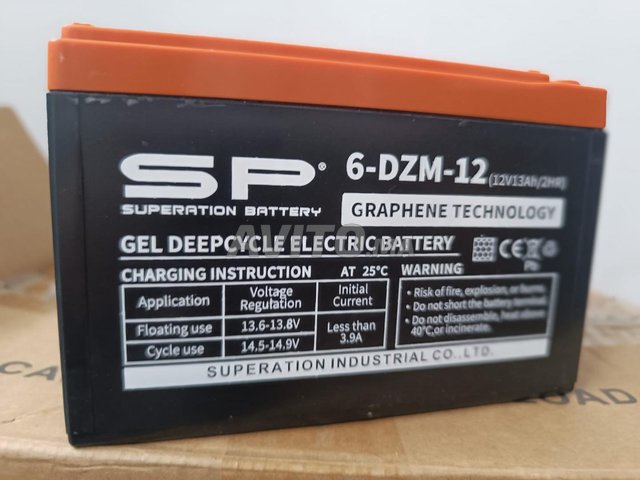 SP®
SUPERATION BATTERY
6-DZM-12 (12V13Ah/2HR)
GRAPHENE TECHNOLOGY
GEL DEEPCYCLE ELECTRIC BATTERY
AVITO.ma
CHARGING INSTRUCTION AT 25℃
Application Voltage Regulation Initial Current
Floating use 13.6-13.8V Less than 3.9A
Cycle use 14.5-14.9V
WARNING
• Risk of fire, explosion, or burns.
• Do not short the battery terminal.
• Do not disassemble, heat above
40℃, or incinerate.
CE
Pb
SUPERATION INDUSTRIAL CO.,LTD.